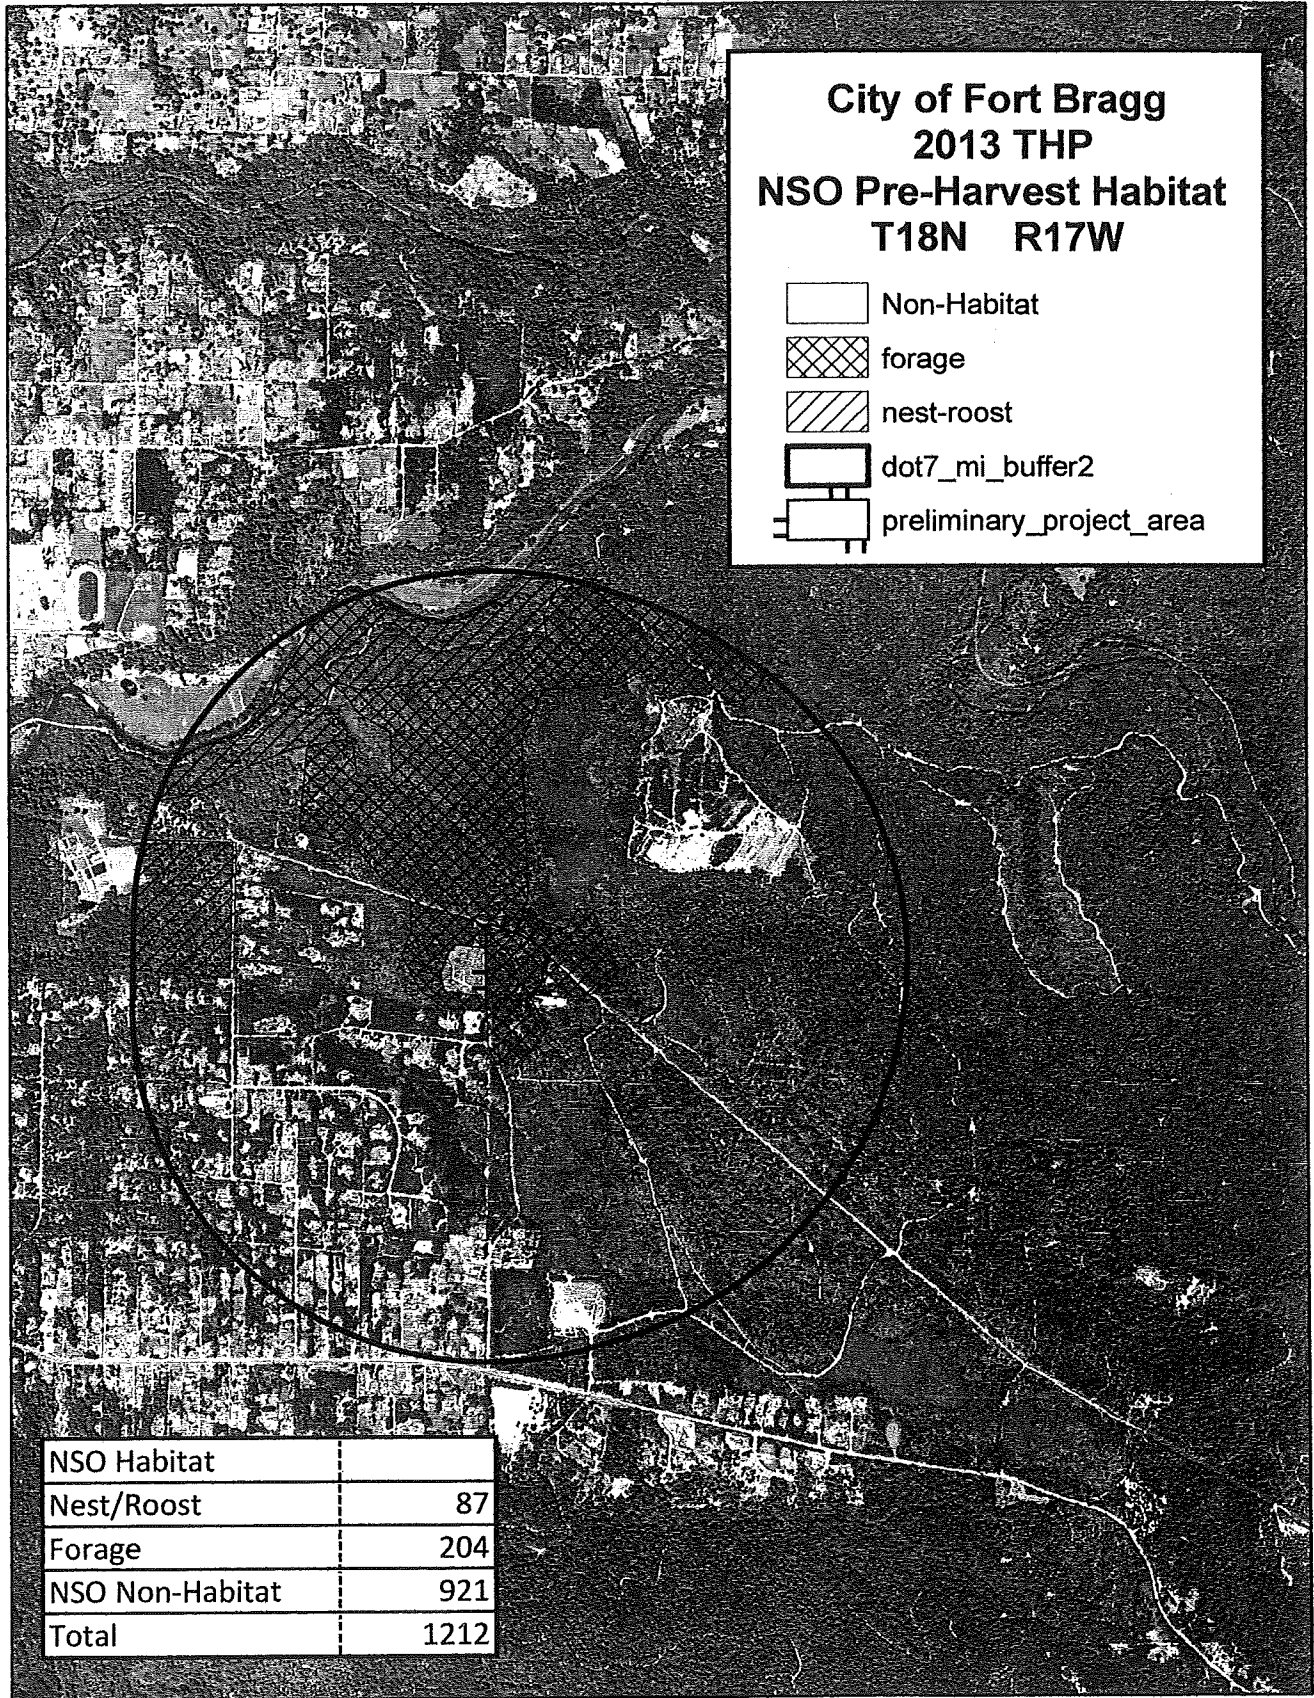 City of Fort Bragg
2013 THP
NSO Pre-Harvest Habitat
T18N R17W
Non-Habitat
forage
nest-roost
dot7_mi_buffer2
preliminary_project_area
NSO Habitat
Nest/Roost 87
Forage 204
NSO Non-Habitat 921
Total 1212